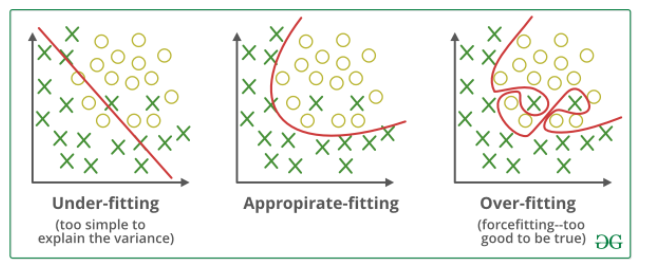 Under-fitting
(too simple to
explain the variance)
Appropirate-fitting
Over-fitting
(forcefitting--too
good to be true)